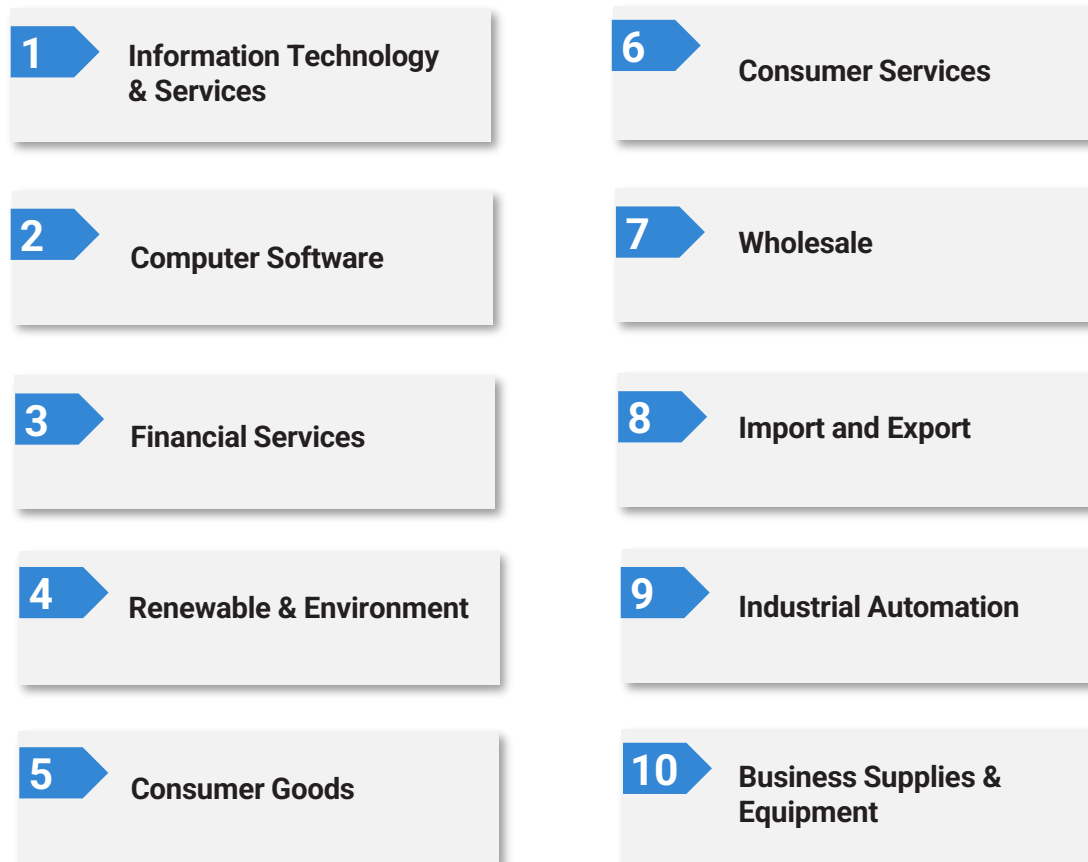 1
Information Technology
& Services
2
Computer Software
3
Financial Services
4
Renewable & Environment
5
Consumer Goods
6
Consumer Services
7
Wholesale
8
Import and Export
9
Industrial Automation
10
Business Supplies &
Equipment